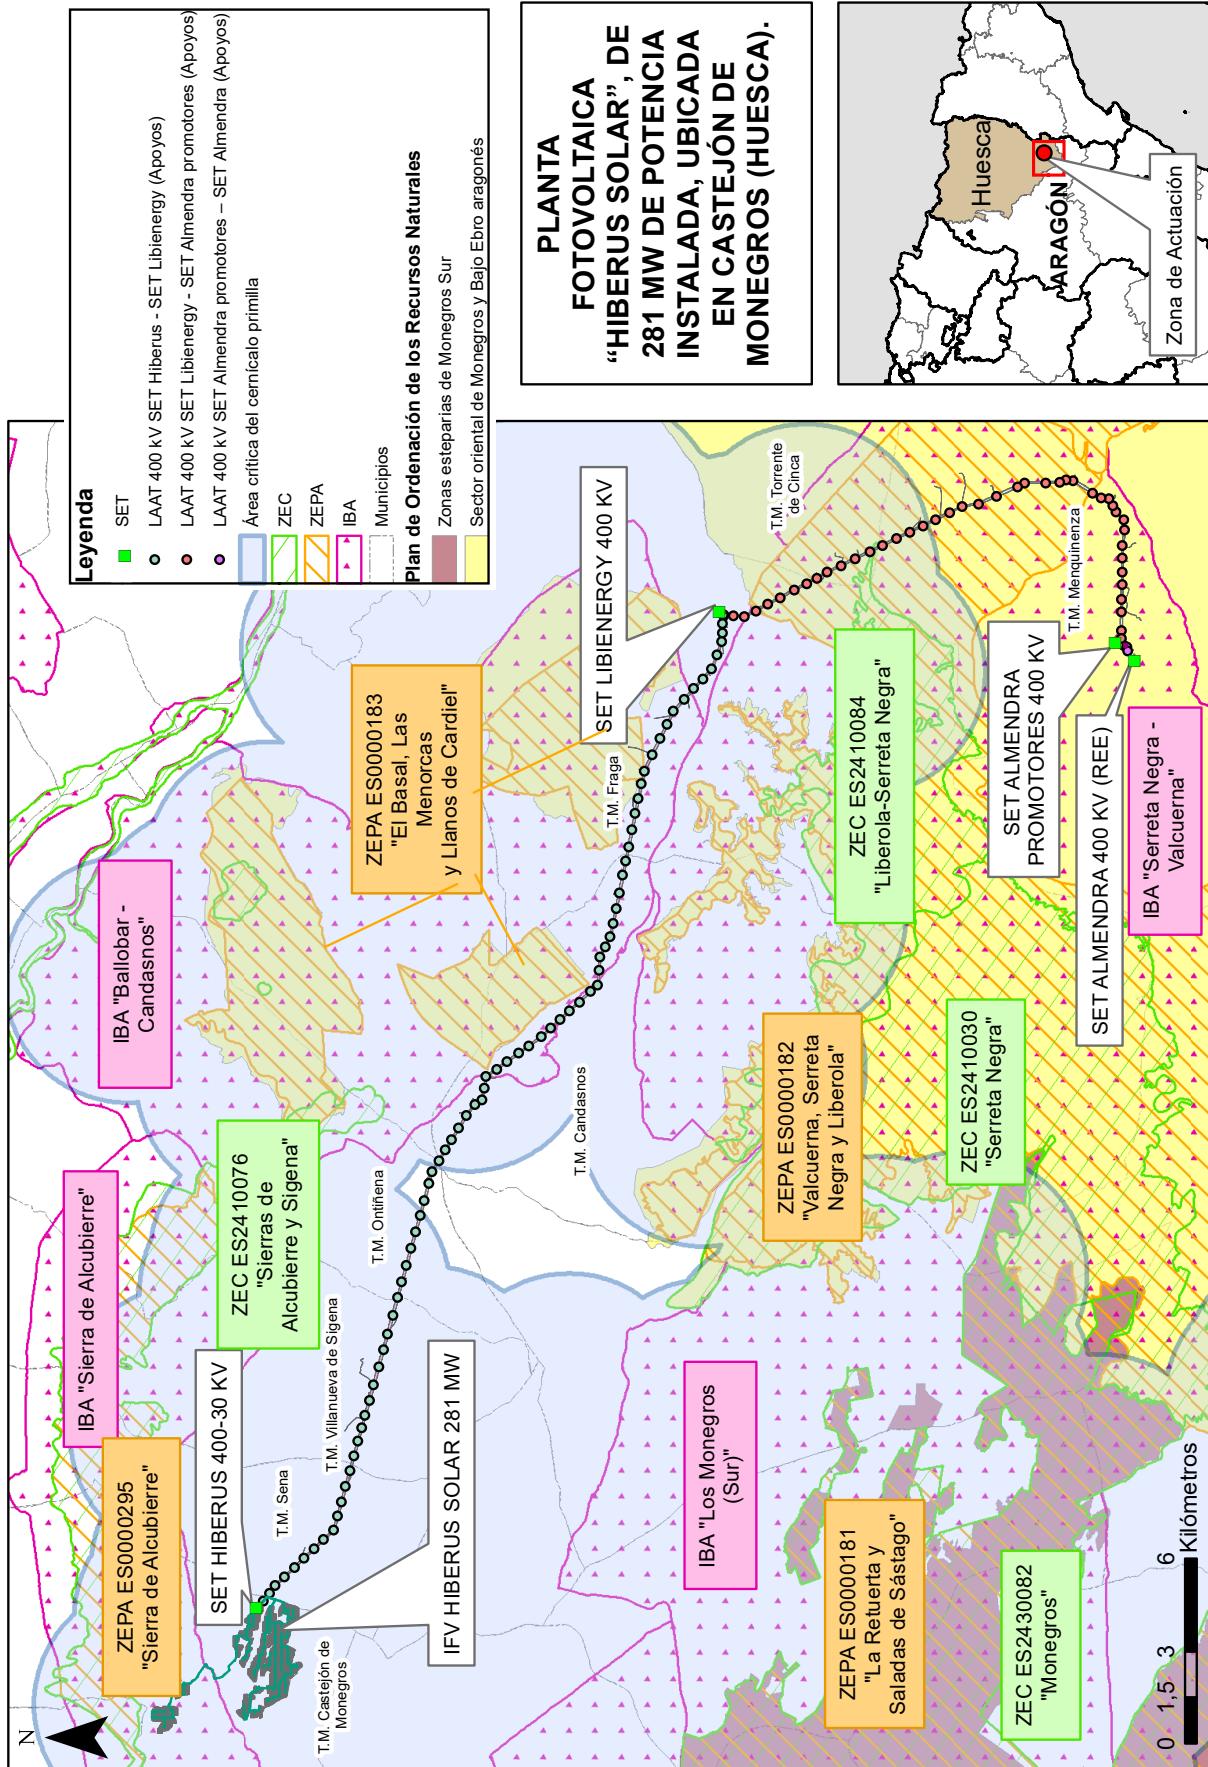 N
ZEPA ES0000295
"Sierra de Alcubierre"
IBA "Sierra de Alcubierre"
IBA "Ballobar -
Candasnos"
SET HIBERUS 400-30 KV
ZEC ES2410076
"Sierras de
Alcubierre y Sigena"
T.M. Sena
T.M. Castejón de
Monegros
T.M. Villanueva de Sigena
T.M. Ontiñena
IFV HIBERUS SOLAR 281 MW
ZEPA ES0000183
"El Basal, Las
Menorcas
y Llanos de Cardiel"
T.M. Candasnos
T.M. Fraga
SET LIBIENERGY 400 KV
T.M. Torrente
de Cinca
IBA "Los Monegros
(Sur)"
ZEPA ES0000182
"Valcuerna, Serreta
Negra y Liberola"
ZEC ES2410084
"Liberola-Serreta Negra"
ZEPA ES0000181
"La Retuerta y
Saladas de Sástago"
ZEC ES2410030
"Serreta Negra"
SET ALMENDRA
PROMOTORES 400 KV
T.M. Menquinenza
ZEC ES2430082
"Monegros"
SET ALMENDRA 400 KV (REE)
IBA "Serreta Negra -
Valcuerna"
0 1,5 3 6
Kilómetros
Leyenda
SET
LAAT 400 kV SET Hiberus - SET Libienergy (Apoyos)
LAAT 400 kV SET Libienergy - SET Almendra promotores (Apoyos)
LAAT 400 kV SET Almendra promotores – SET Almendra (Apoyos)
Área crítica del cernícalo primilla
ZEC
ZEPA
IBA
Municipios
Plan de Ordenación de los Recursos Naturales
Zonas esteparias de Monegros Sur
Sector oriental de Monegros y Bajo Ebro aragonés
PLANTA
FOTOVOLTAICA
“HIBERUS SOLAR”, DE
281 MW DE POTENCIA
INSTALADA, UBICADA
EN CASTEJÓN DE
MONEGROS (HUESCA).
Huesca
ARAGÓN
Zona de Actuación